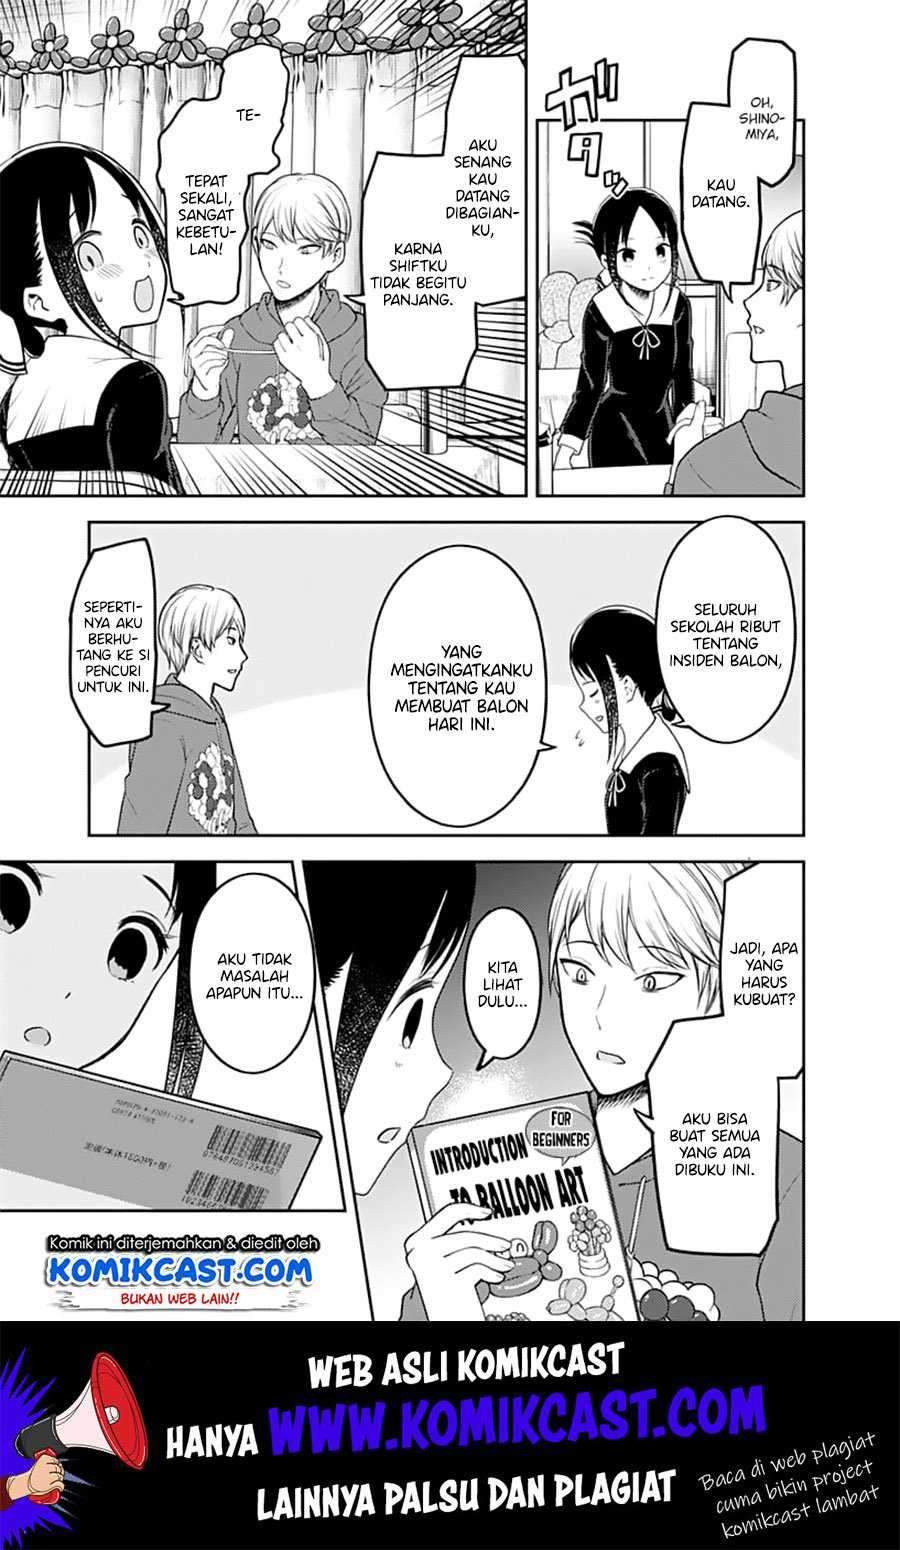 OH,
SHINO-
MIYA,
KAU
DATANG.
ガタッ
AKU
SENANG
KAU
DATANG
DIBAGIAN-
KU,
KARNA
SHIFTKU
TIDAK BEGITU
PANJANG.
TE-
TEPAT
SEKALI,
SANGAT
KEBETU-
LAN!
SELURUH
SEKOLAH RIBUT
TENTANG
INSIDEN BALON,
YANG
MENGINGATKANKU
TENTANG KAU
MEMBUAT BALON
HARI INI.
SEPERTI-
NYA AKU
BERHU-
TANG KE SI
PENCURI
UNTUK INI.
JADI, APA
YANG
HARUS
KUBUAT?
AKU BISA
BUAT SEMUA
YANG ADA
DIBUKU INI.
KITA
LIHAT
DULU...
FOR
BEGINNERS
INTRODUCTION
TO BALLOON ART
AKU TIDAK
MASALAH
APAPUN ITU...
Komik ini diterjemahkan & diedit oleh
KOMIKCAST.COM
BUKAN WEB LAIN!!
WEB ASLI KOMIKCAST
HANYA WWW.KOMIKCAST.COM
LAINNYA PALSU DAN PLAGIAT
Baca di web plagiat
cuma bikin project
komikcast lambat